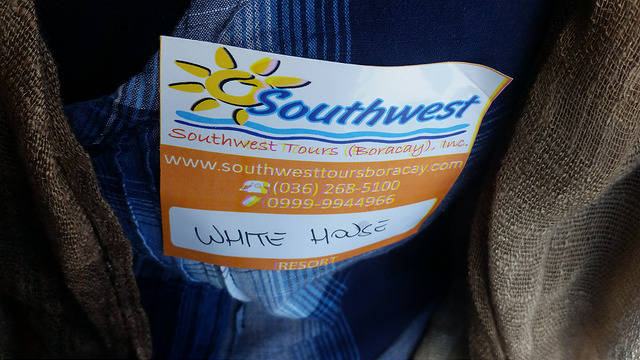 Southwest
Southwest Tours (Boracay), Inc.
www.southwesttoursboracay.com
(036) 268-5100
0999-9944966
WHITE HOUSE
RESORT